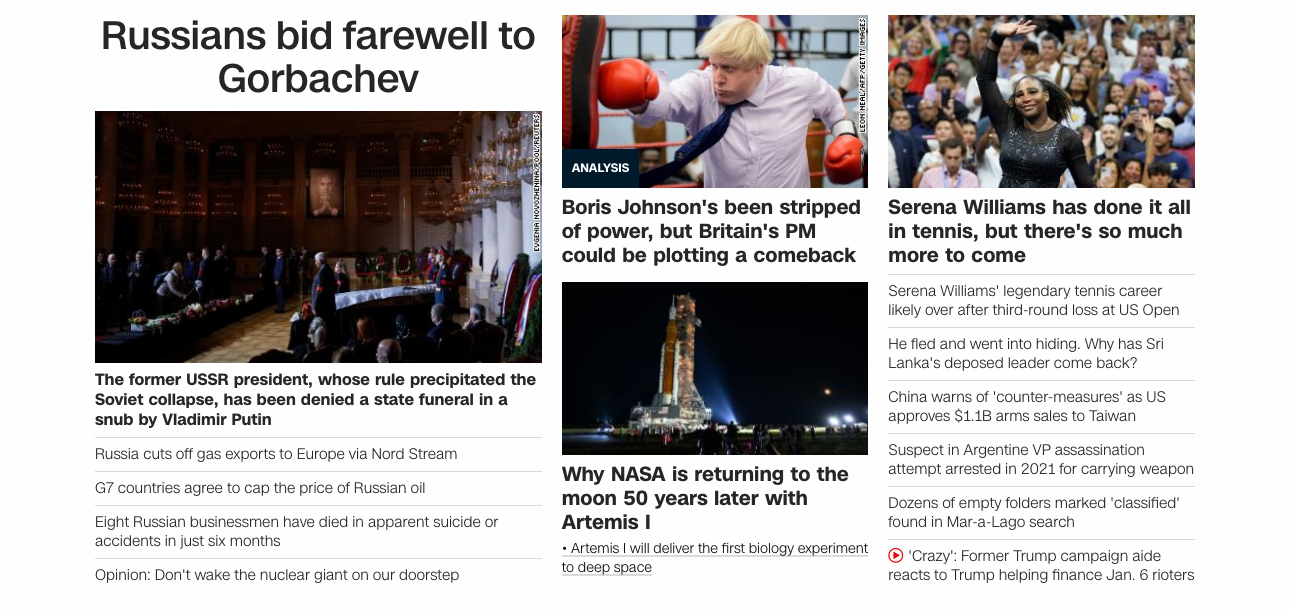 Russians bid farewell to
Gorbachev
EVGENIA NOVOZHENINA/POOL/REUTERS
The former USSR president, whose rule precipitated the
Soviet collapse, has been denied a state funeral in a
snub by Vladimir Putin
Russia cuts off gas exports to Europe via Nord Stream
G7 countries agree to cap the price of Russian oil
Eight Russian businessmen have died in apparent suicide or
accidents in just six months
Opinion: Don't wake the nuclear giant on our doorstep
LEON NEAL/AFP/GETTY IMAGES
ANALYSIS
Boris Johnson's been stripped
of power, but Britain's PM
could be plotting a comeback
Why NASA is returning to the
moon 50 years later with
Artemis I
• Artemis I will deliver the first biology experiment
to deep space
Serena Williams has done it all
in tennis, but there's so much
more to come
Serena Williams' legendary tennis career
likely over after third-round loss at US Open
He fled and went into hiding. Why has Sri
Lanka's deposed leader come back?
China warns of 'counter-measures' as US
approves $1.1B arms sales to Taiwan
Suspect in Argentine VP assassination
attempt arrested in 2021 for carrying weapon
Dozens of empty folders marked 'classified'
found in Mar-a-Lago search
'Crazy': Former Trump campaign aide
reacts to Trump helping finance Jan. 6 rioters